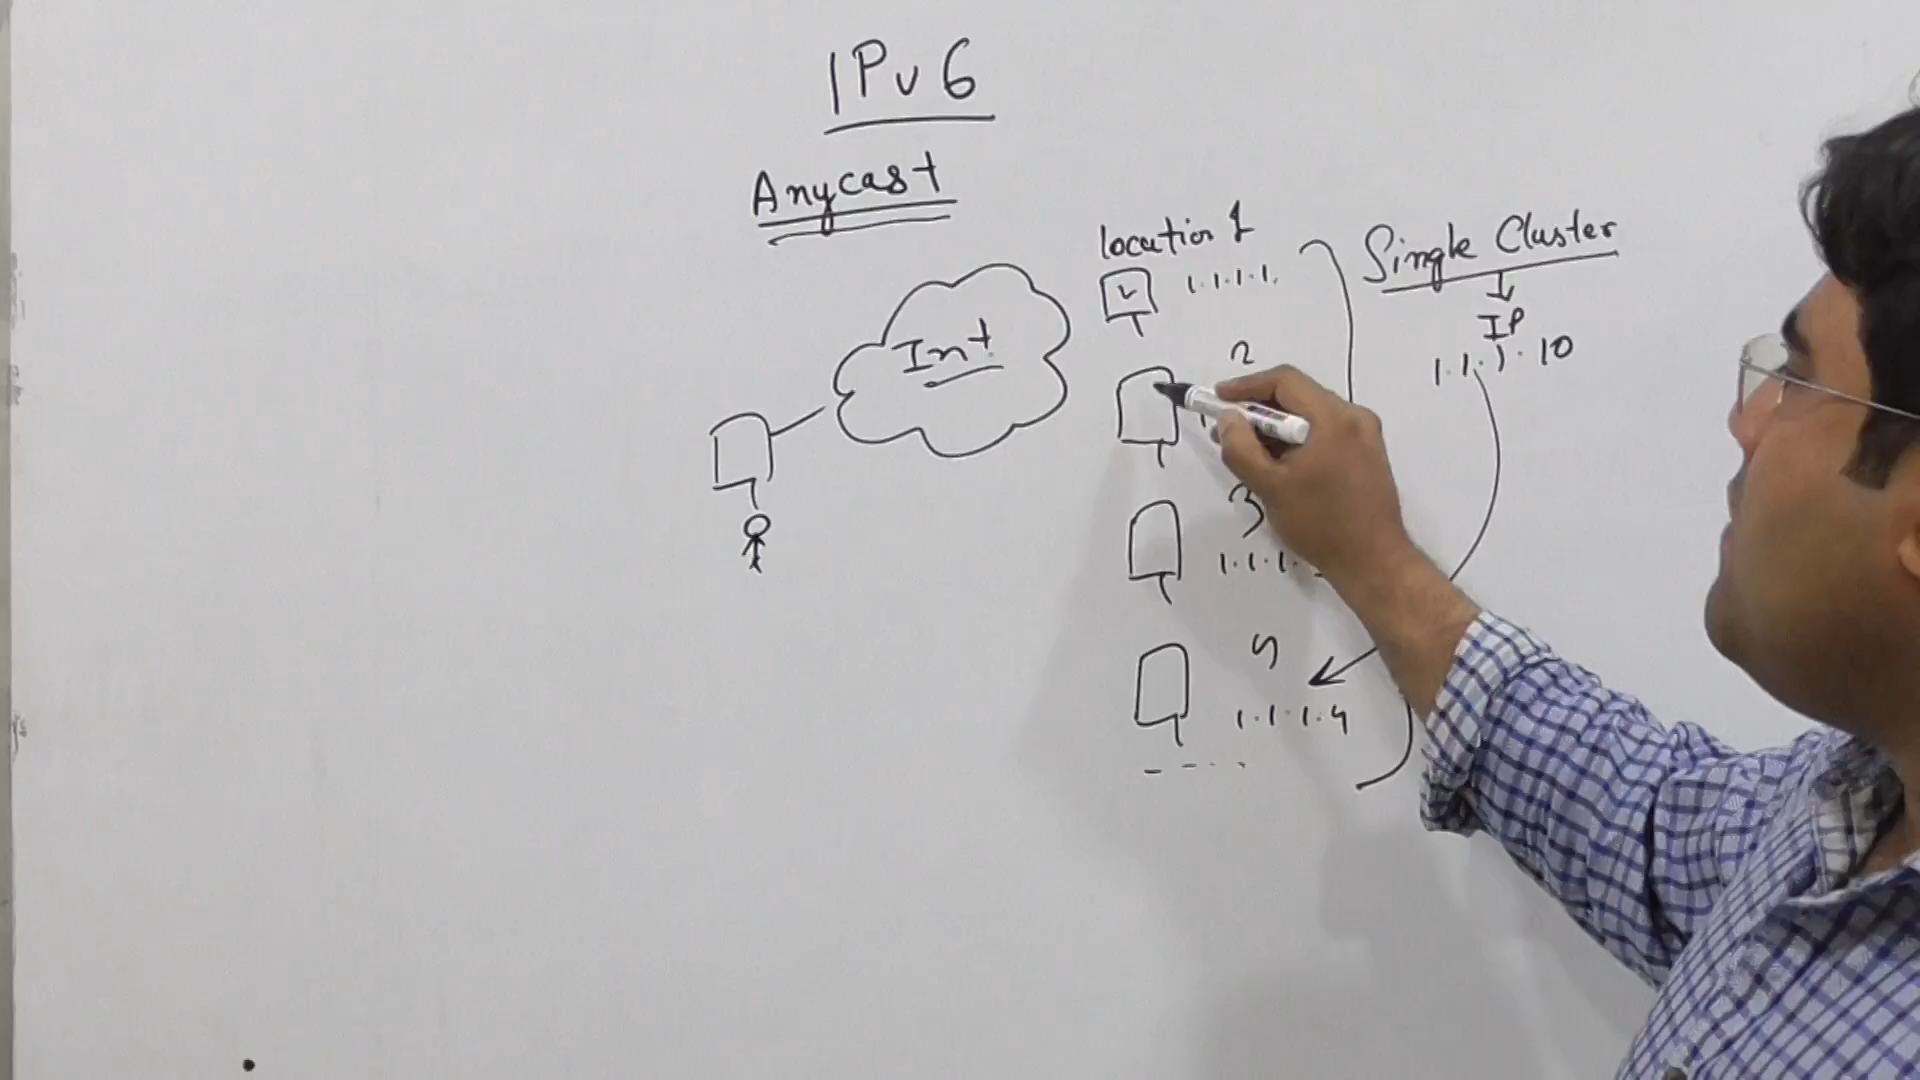 IPv6
Anycast
location 1
1.1.1.1.
Single Cluster
IP
1.1.1.10
Int
2
3
1.1.1.
4
1.1.1.4